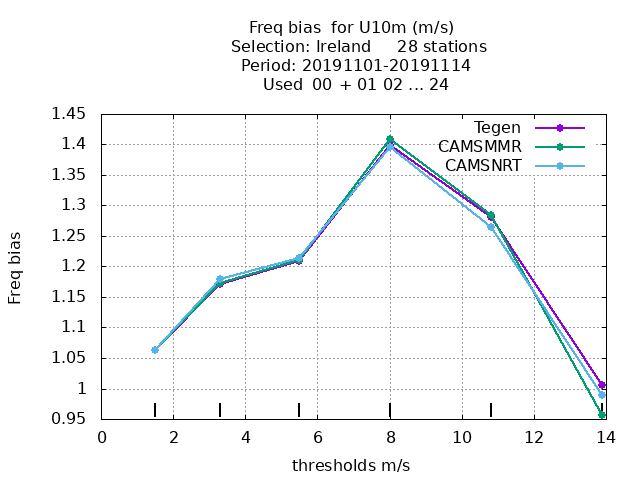 Freq bias  for U10m (m/s)
Selection: Ireland     28 stations
Period: 20191101-20191114
Used  00  + 01 02 ... 24
Tegen
CAMSMMR
CAMSNRT
1.45
1.4
1.35
1.3
1.25
1.2
1.15
1.1
1.05
1
0.95
Freq bias
0 2 4 6 8 10 12 14
thresholds m/s